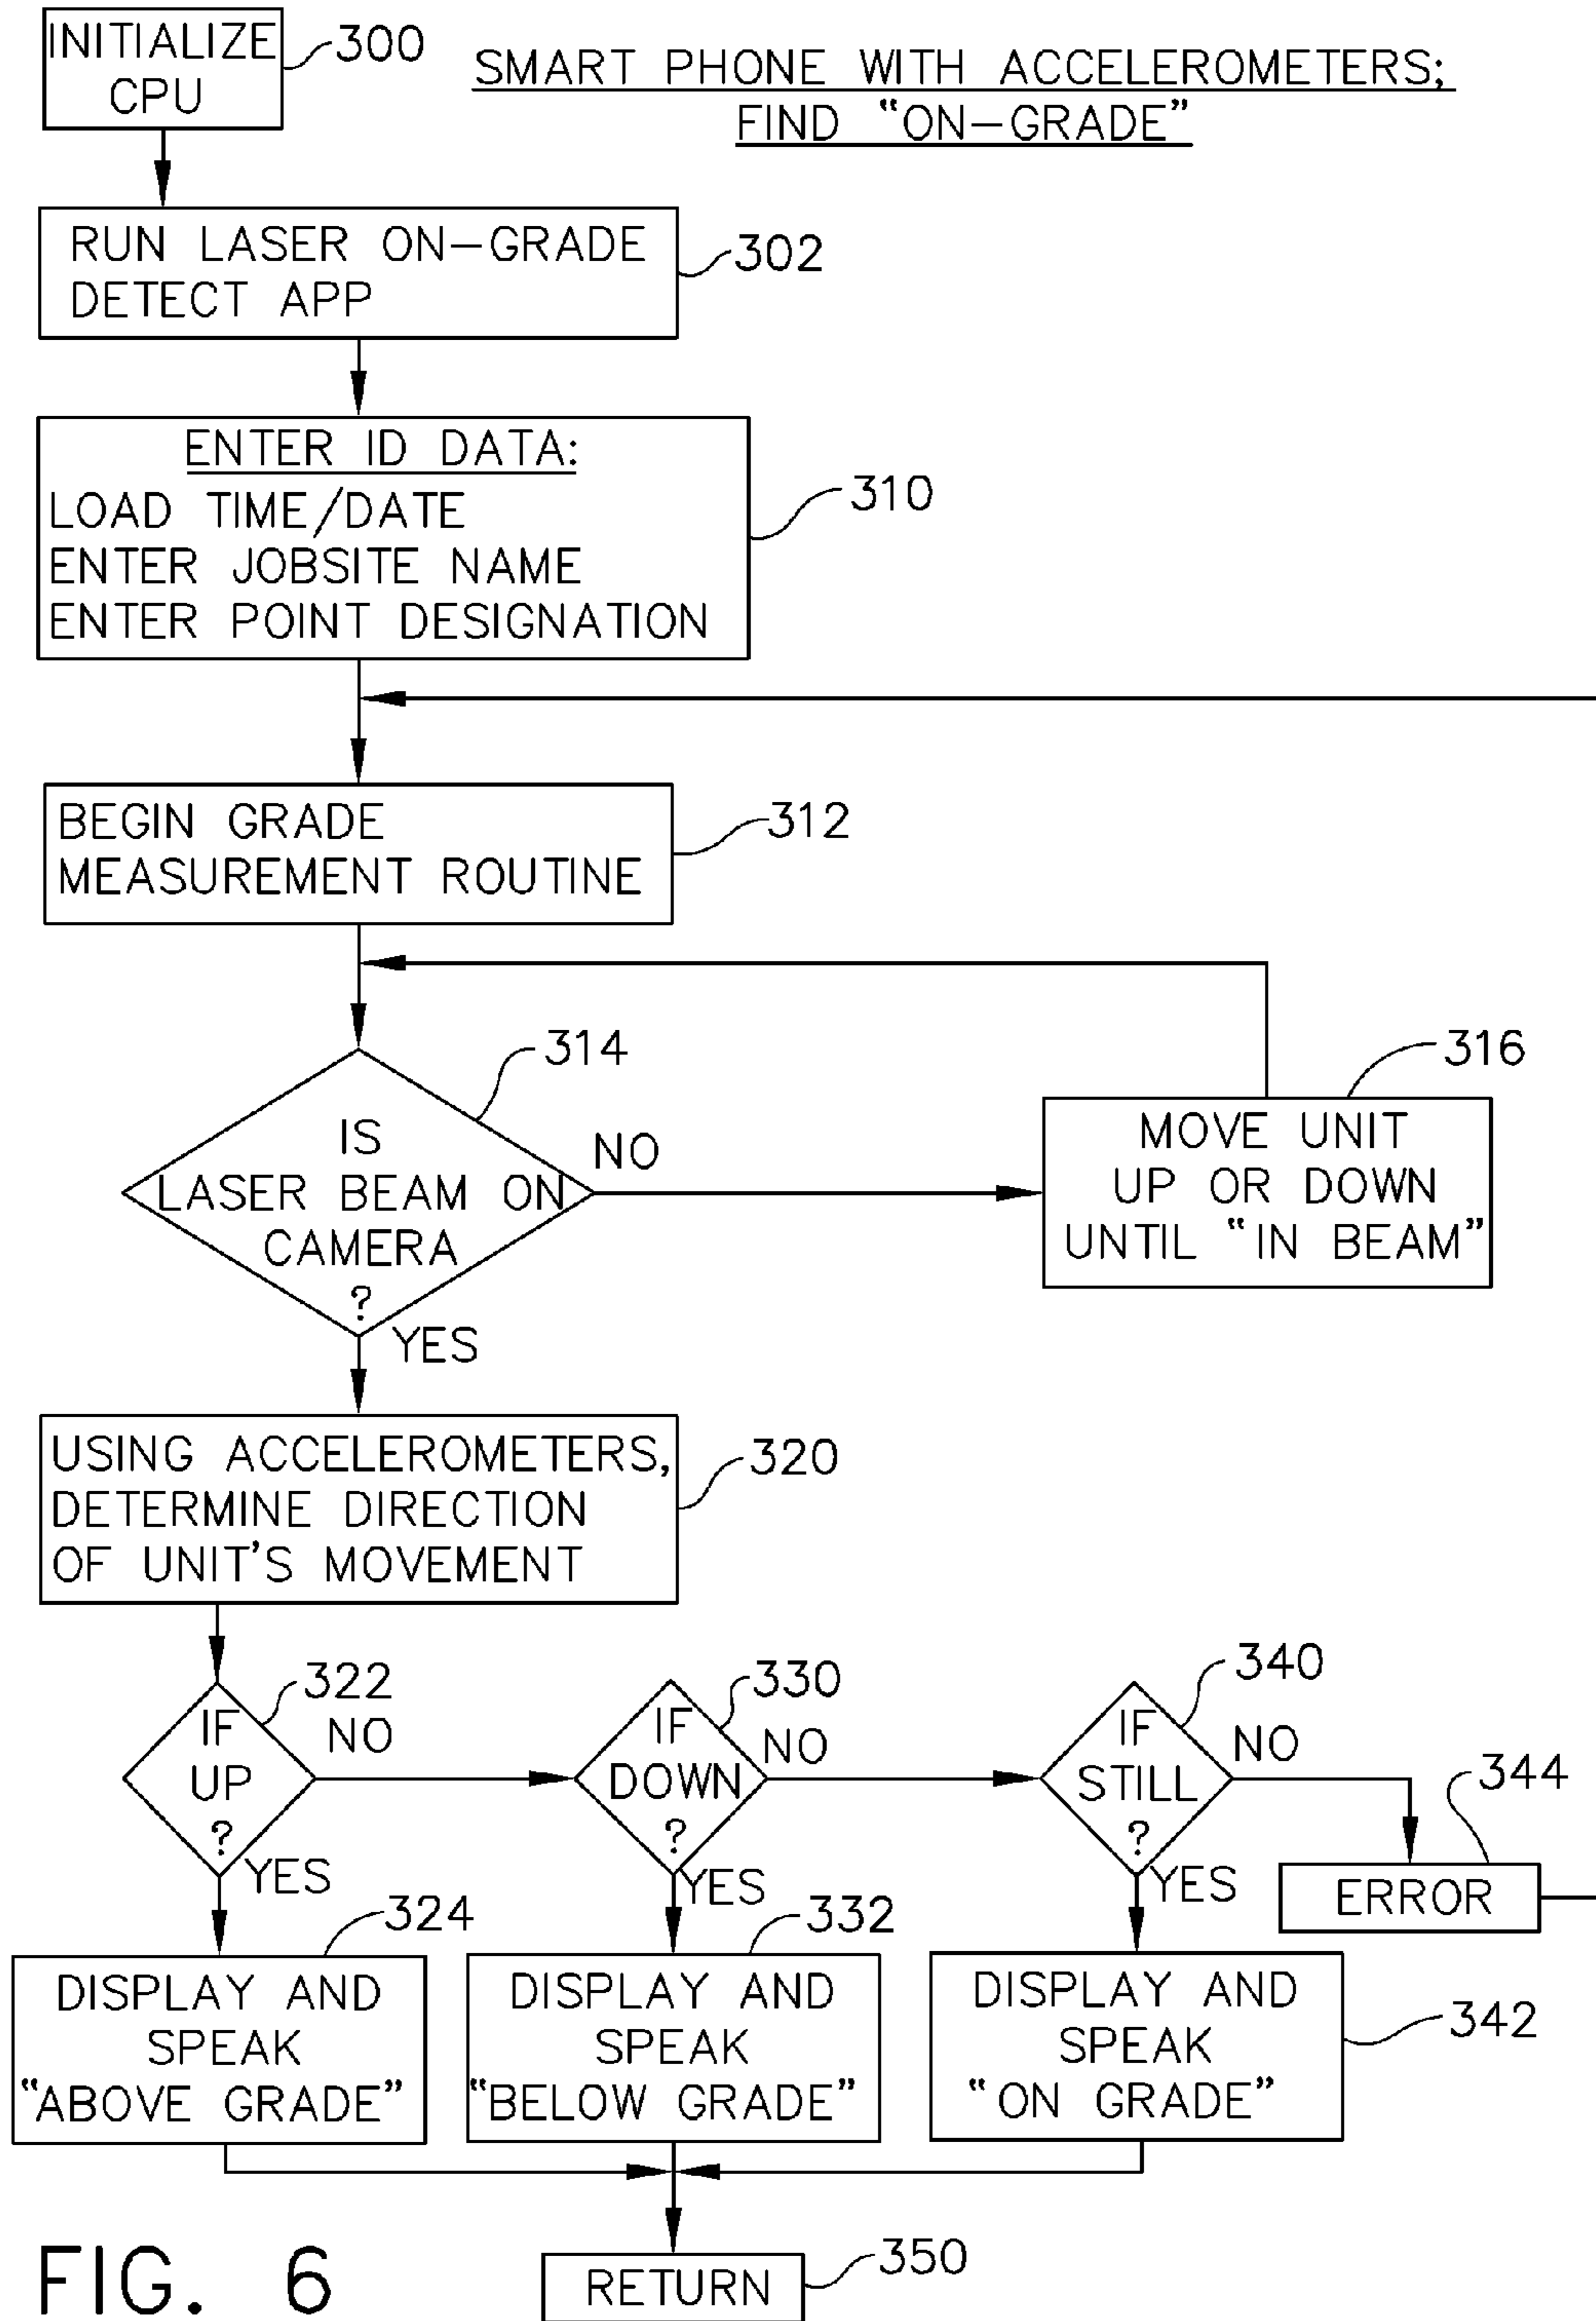 INITIALIZE
CPU
300
SMART PHONE WITH ACCELEROMETERS;
FIND “ON-GRADE”
RUN LASER ON-GRADE
DETECT APP
302
ENTER ID DATA:
LOAD TIME/DATE
ENTER JOBSITE NAME
ENTER POINT DESIGNATION
310
BEGIN GRADE
MEASUREMENT ROUTINE
312
IS
LASER BEAM ON
CAMERA
?
314
NO
YES
MOVE UNIT
UP OR DOWN
UNTIL “IN BEAM”
316
USING ACCELEROMETERS,
DETERMINE DIRECTION
OF UNIT'S MOVEMENT
320
IF
UP
?
322
NO
YES
IF
DOWN
?
330
NO
YES
IF
STILL
?
340
NO
YES
ERROR
344
DISPLAY AND
SPEAK
“ABOVE GRADE”
324
DISPLAY AND
SPEAK
“BELOW GRADE”
332
DISPLAY AND
SPEAK
“ON GRADE”
342
RETURN
350
FIG. 6